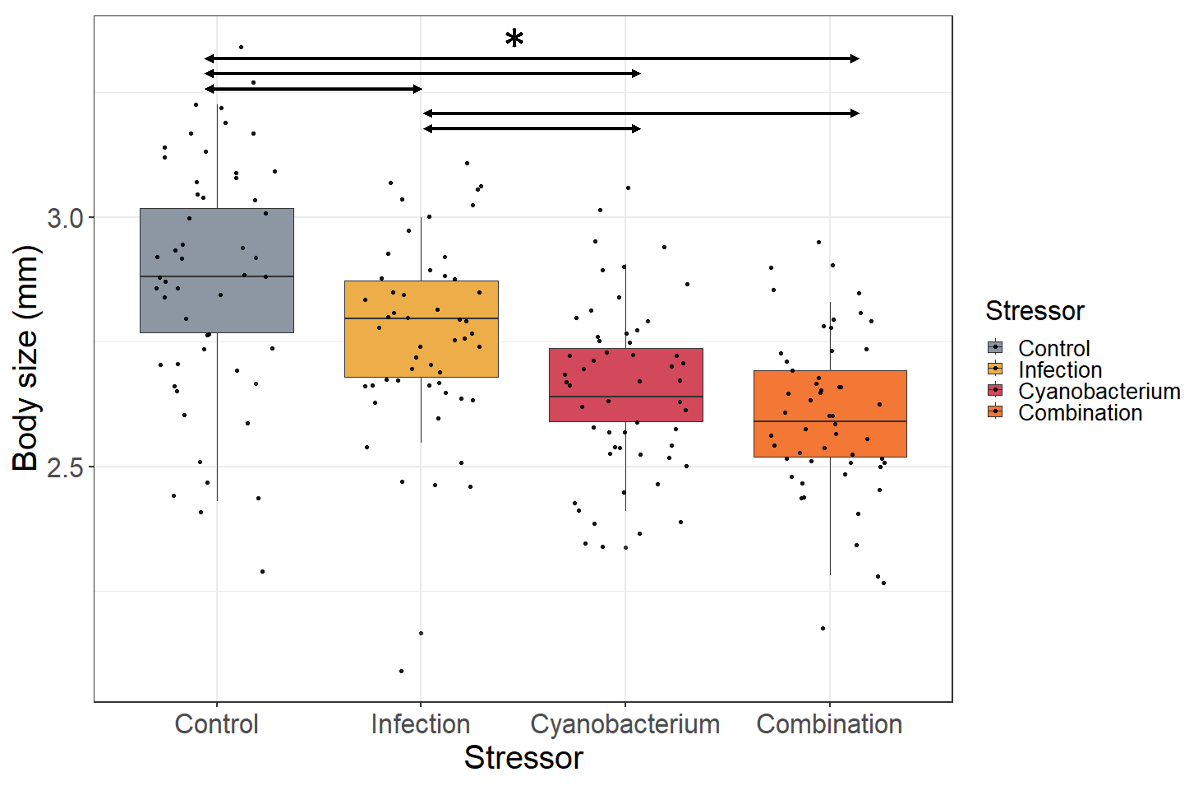 *
Body size (mm)
3.0
2.5
Control Infection Cyanobacterium Combination
Stressor
Stressor
Control
Infection
Cyanobacterium
Combination